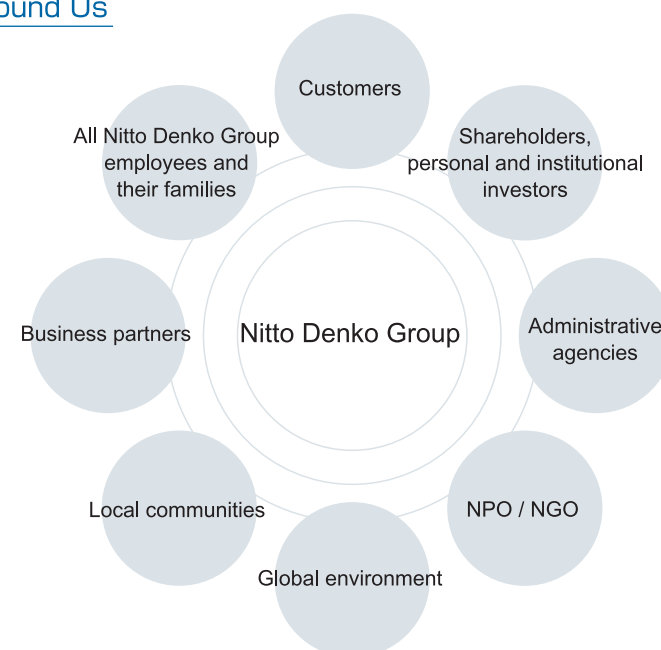 ound Us
Customers
All Nitto Denko Group
employees and
their families
Shareholders,
personal and institutional
investors
Business partners
Nitto Denko Group
Administrative
agencies
Local communities
NPO / NGO
Global environment